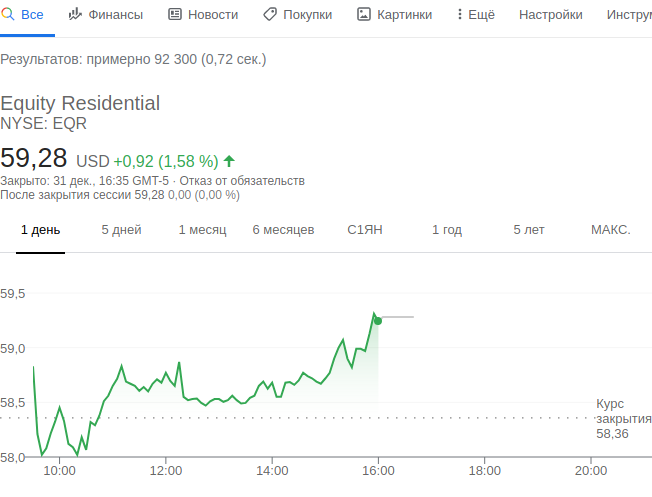 Все Финансы Новости Покупки Картинки Ещё Настройки Инструм
Результатов: примерно 92 300 (0,72 сек.)
Equity Residential
NYSE: EQR
59,28 USD +0,92 (1,58 %)
Закрыто: 31 дек., 16:35 GMT-5 · Отказ от обязательств
После закрытия сессии 59,28 0,00 (0,00 %)
1 день 5 дней 1 месяц 6 месяцев С1ЯН 1 год 5 лет МАКС.
59,5
59,0
58,5
Курс
закрытия
58,36
58,0
10:00 12:00 14:00 16:00 18:00 20:00